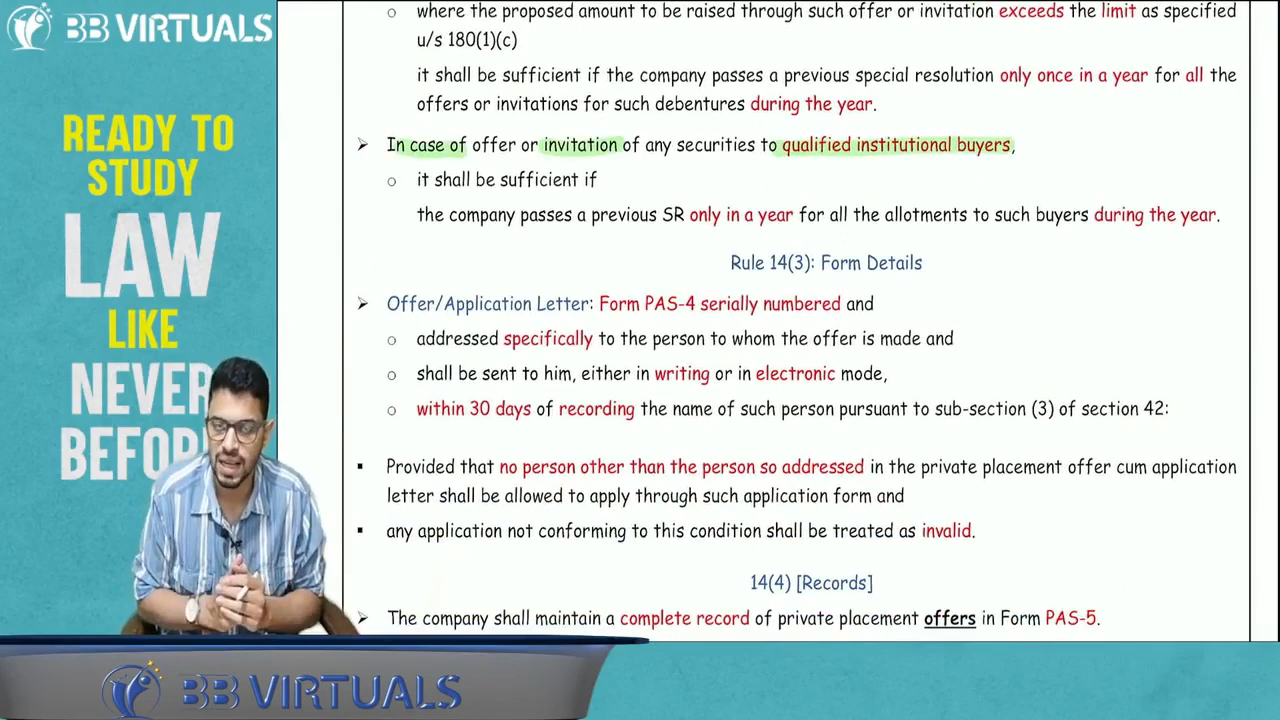 BB VIRTUALS
READY TO
STUDY
LAW
LIKE
NEVER
BEFOR
o where the proposed amount to be raised through such offer or invitation exceeds the limit as specified
u/s 180(1)(c)
it shall be sufficient if the company passes a previous special resolution only once in a year for all the
offers or invitations for such debentures during the year.
➢ In case of offer or invitation of any securities to qualified institutional buyers,
o it shall be sufficient if
the company passes a previous SR only in a year for all the allotments to such buyers during the year.
Rule 14(3): Form Details
➢ Offer/Application Letter: Form PAS-4 serially numbered and
o addressed specifically to the person to whom the offer is made and
o shall be sent to him, either in writing or in electronic mode,
o within 30 days of recording the name of such person pursuant to sub-section (3) of section 42:
▪ Provided that no person other than the person so addressed in the private placement offer cum application
letter shall be allowed to apply through such application form and
▪ any application not conforming to this condition shall be treated as invalid.
14(4) [Records]
➢ The company shall maintain a complete record of private placement offers in Form PAS-5.
BB VIRTUALS